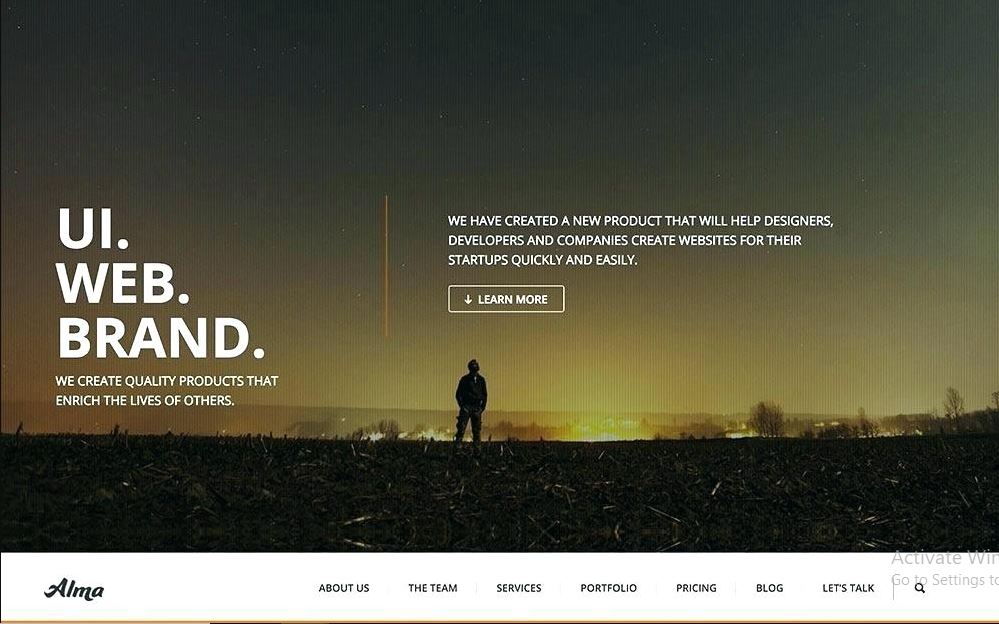 UI.
WEB.
BRAND.
WE CREATE QUALITY PRODUCTS THAT
ENRICH THE LIVES OF OTHERS.
WE HAVE CREATED A NEW PRODUCT THAT WILL HELP DESIGNERS,
DEVELOPERS AND COMPANIES CREATE WEBSITES FOR THEIR
STARTUPS QUICKLY AND EASILY.
↓ LEARN MORE
Activate Win
Go to Settings to
Alma
ABOUT US THE TEAM SERVICES PORTFOLIO PRICING BLOG LET'S TALK